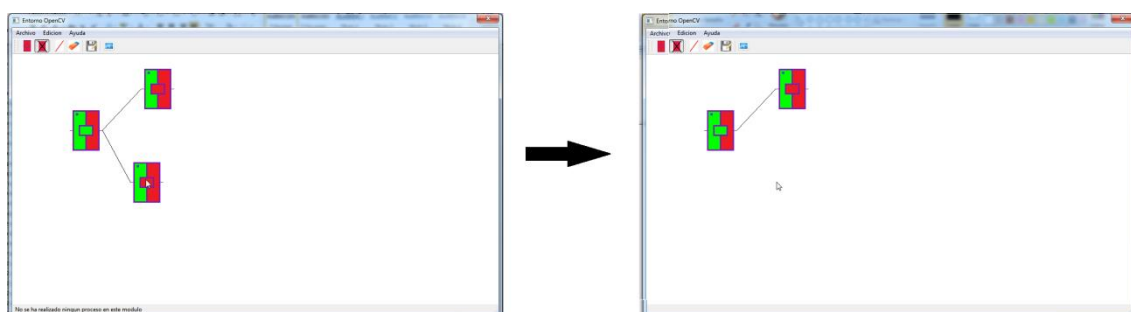 Entorno OpenCV
Archivo Edicion Ayuda
No se ha realizado ningun proceso en este modulo
Entorno OpenCV
Archivo Edicion Ayuda